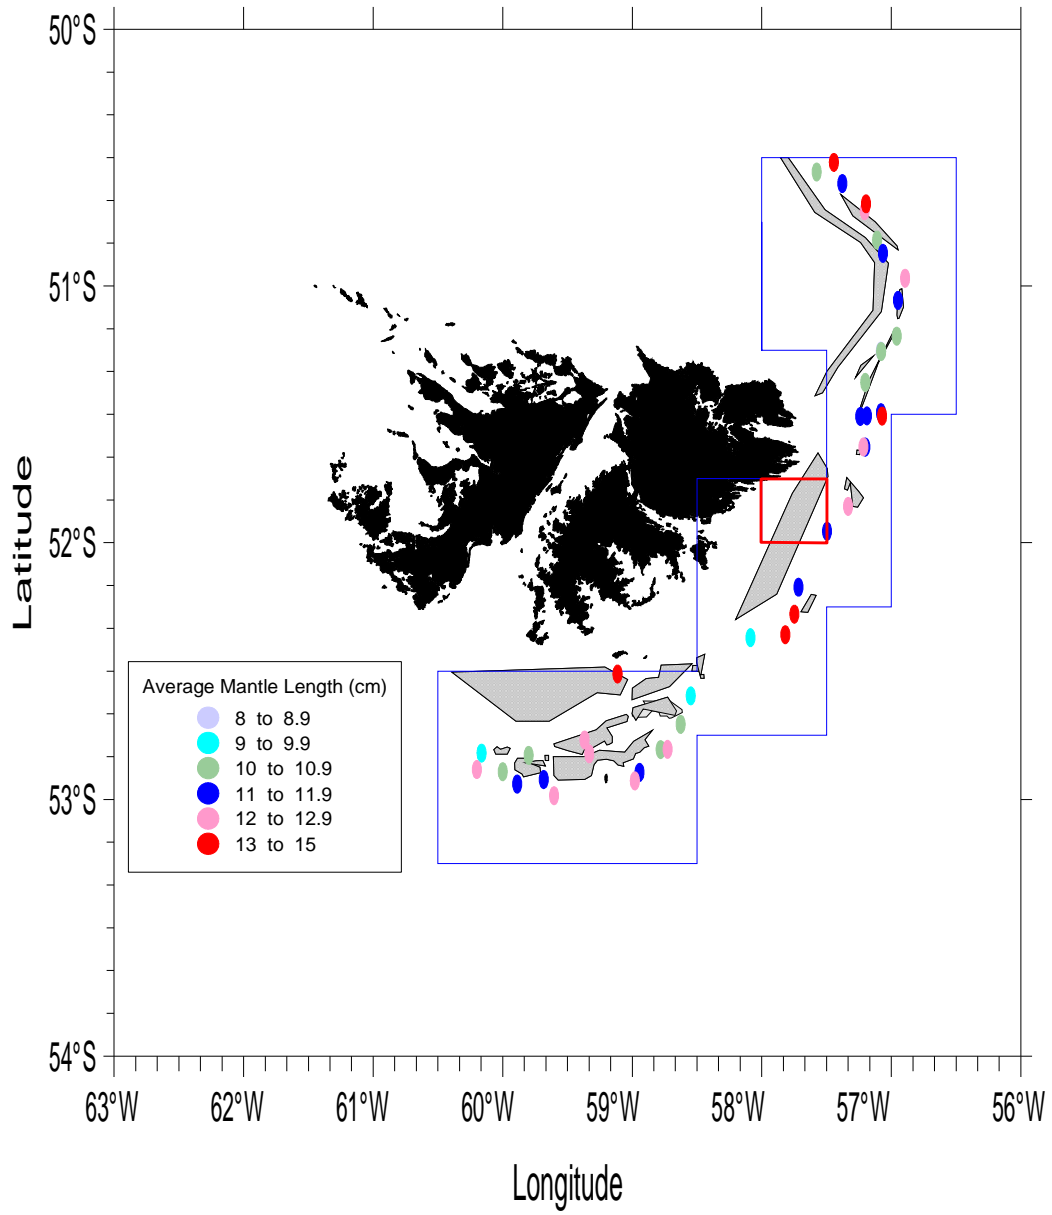 50°S
51°S
52°S
53°S
54°S
Latitude
Average Mantle Length (cm)
8 to 8.9
9 to 9.9
10 to 10.9
11 to 11.9
12 to 12.9
13 to 15
63°W 62°W 61°W 60°W 59°W 58°W 57°W 56°W
Longitude